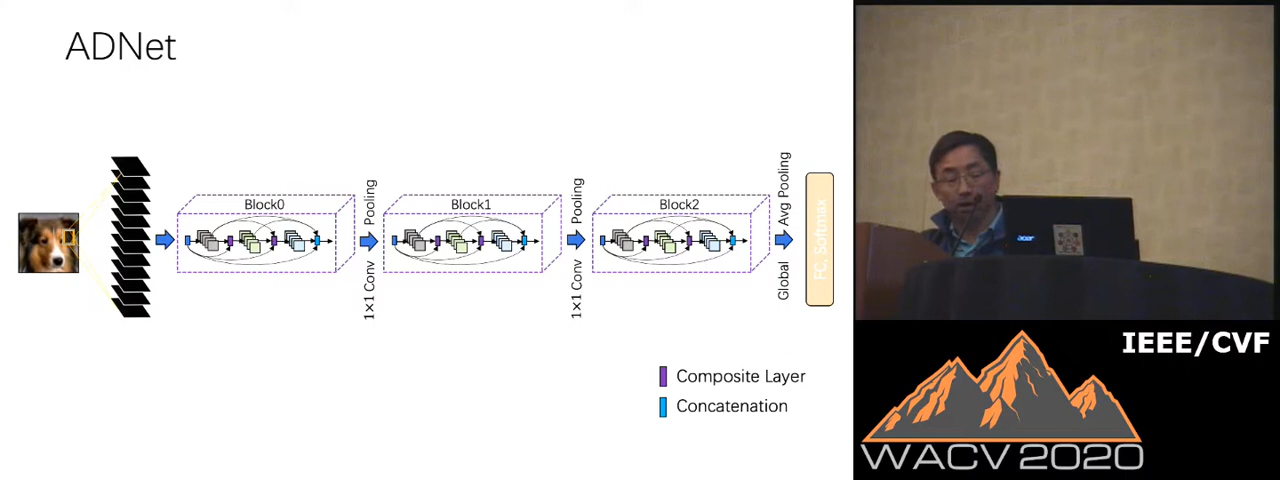 ADNet
Block0
1×1 Conv Pooling
Block1
1×1 Conv Pooling
Block2
Global Avg Pooling
FC, Softmax
Composite Layer
Concatenation
acer
IEEE/CVF
WACV 2020